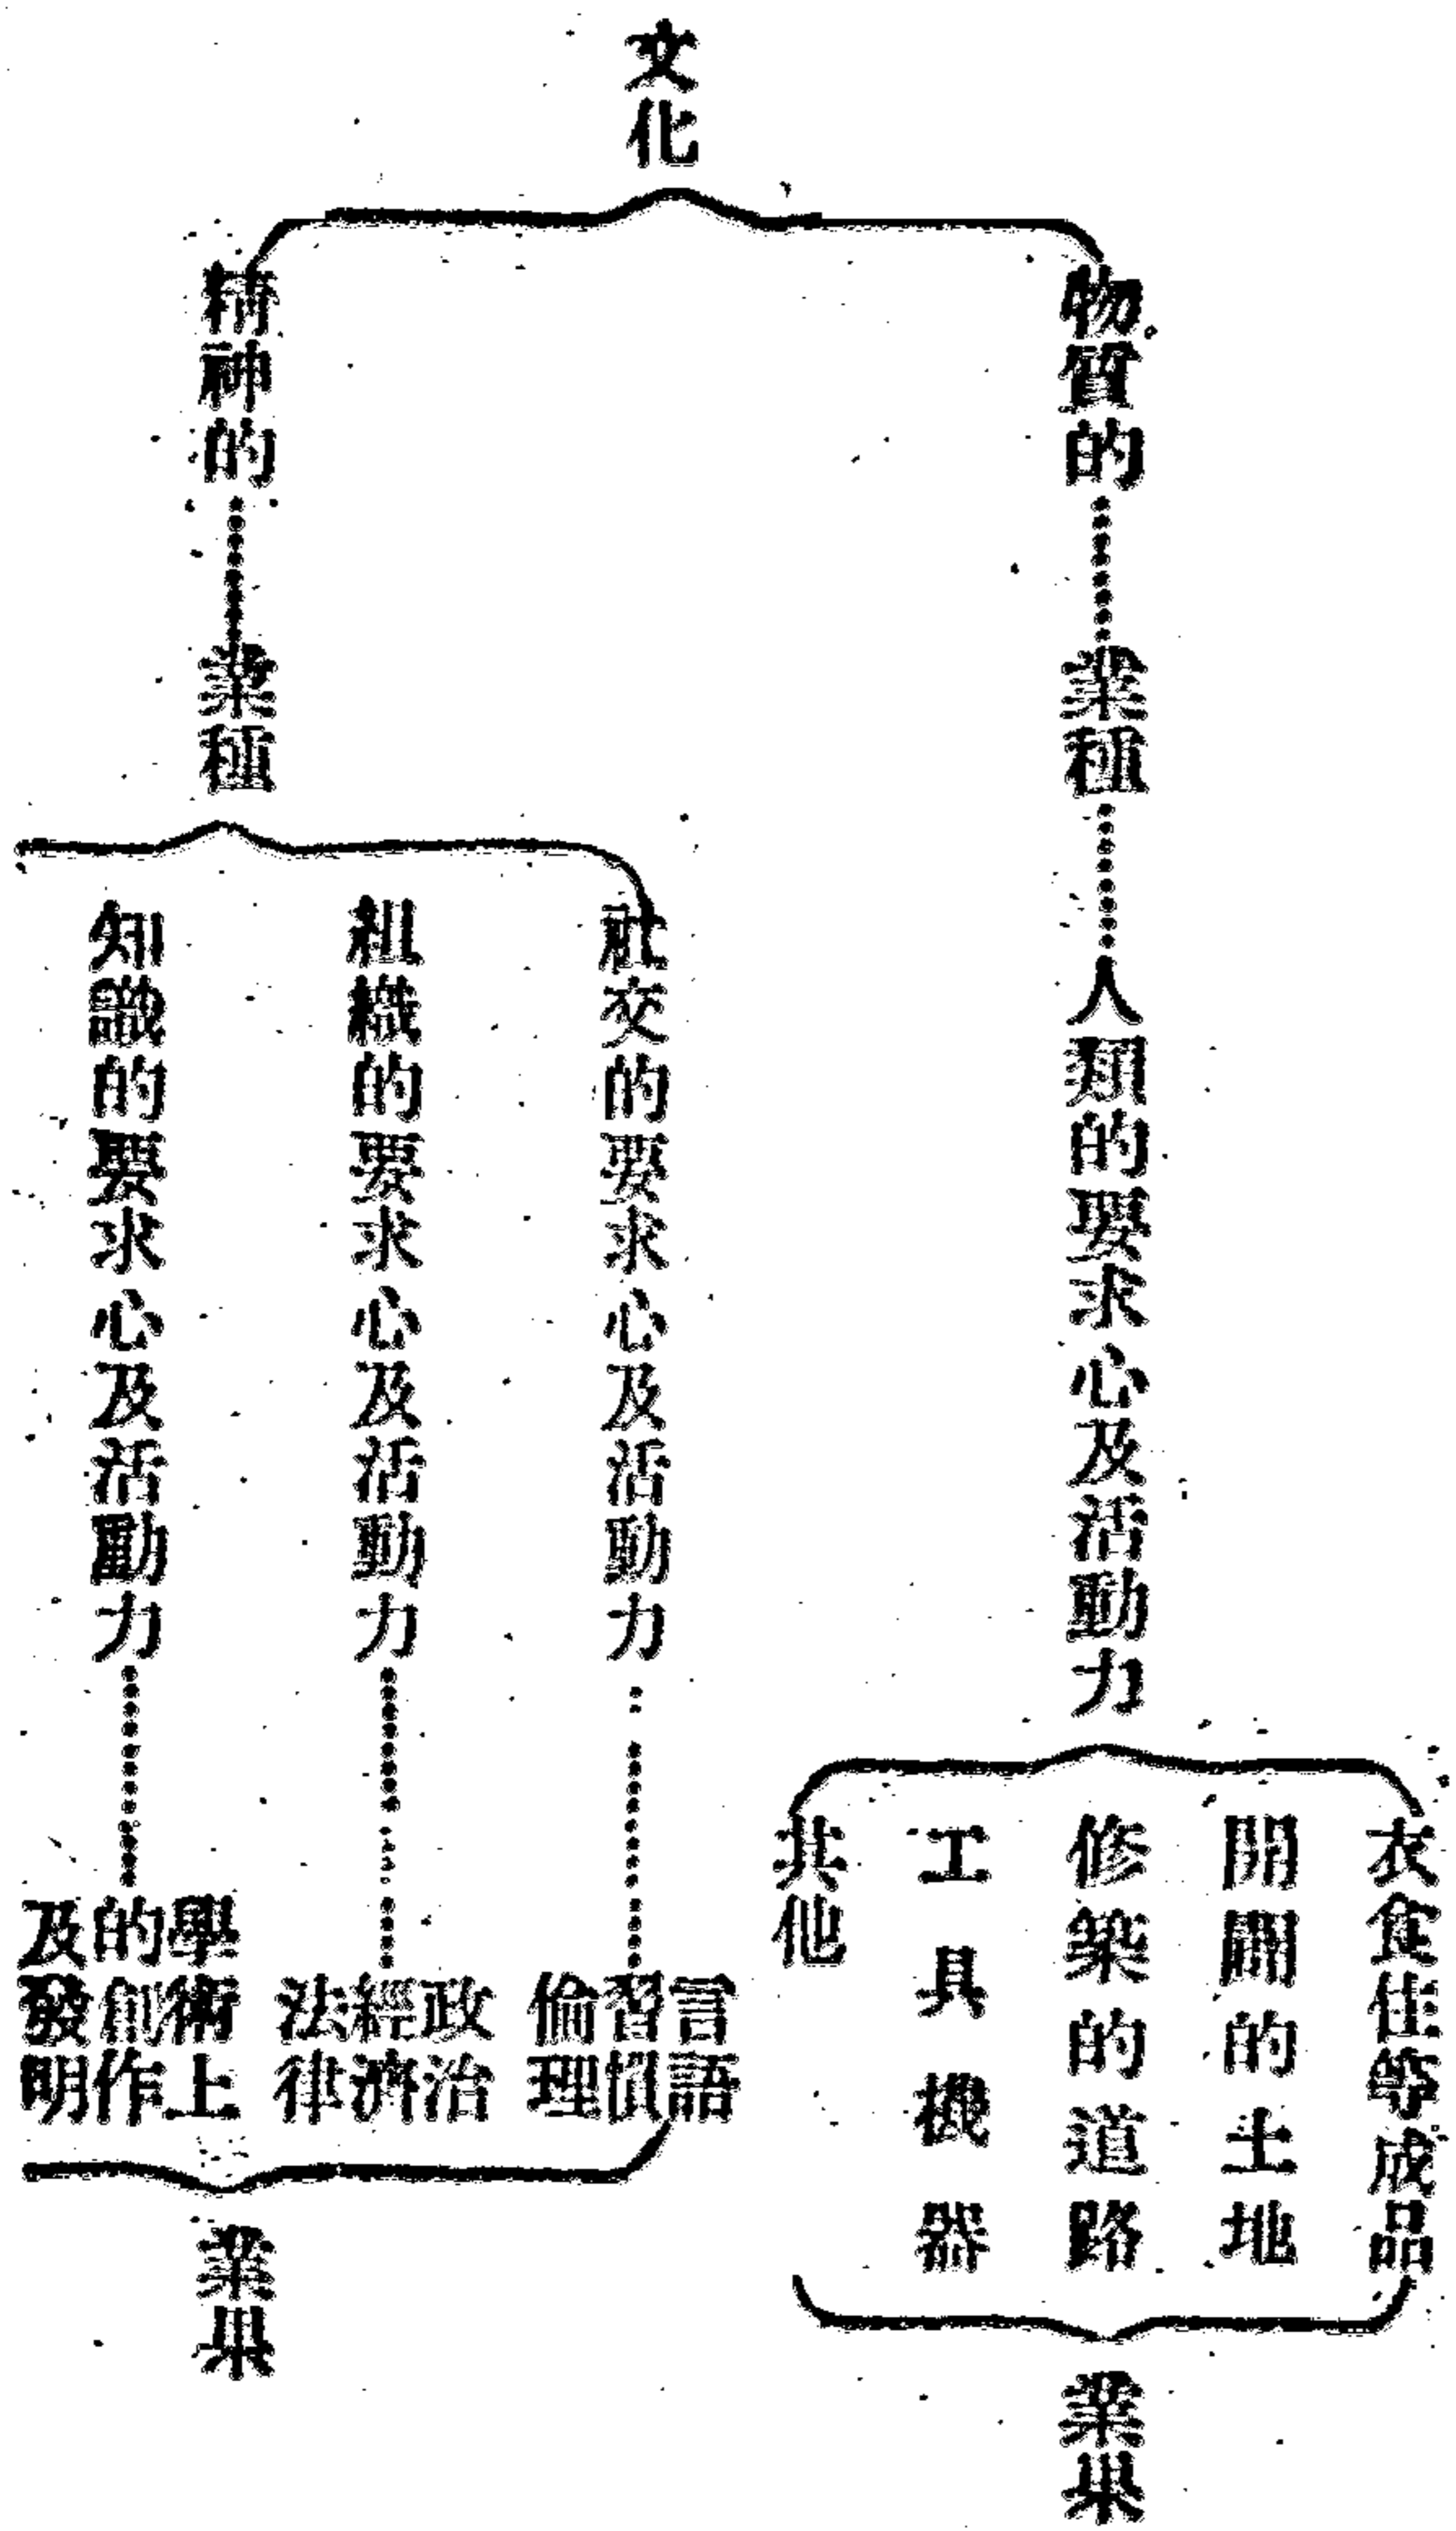 文化
物質的
業種
人類的要求心及活動力
衣食住等成品
開闢的土地
修築的道路
工具機器
其他
業果
精神的
業種
社交的要求心及活動力
言語
習慣
倫理
組織的要求心及活動力
政治
經濟
法律
知識的要求心及活動力
學術上
的創作
及發明
業果